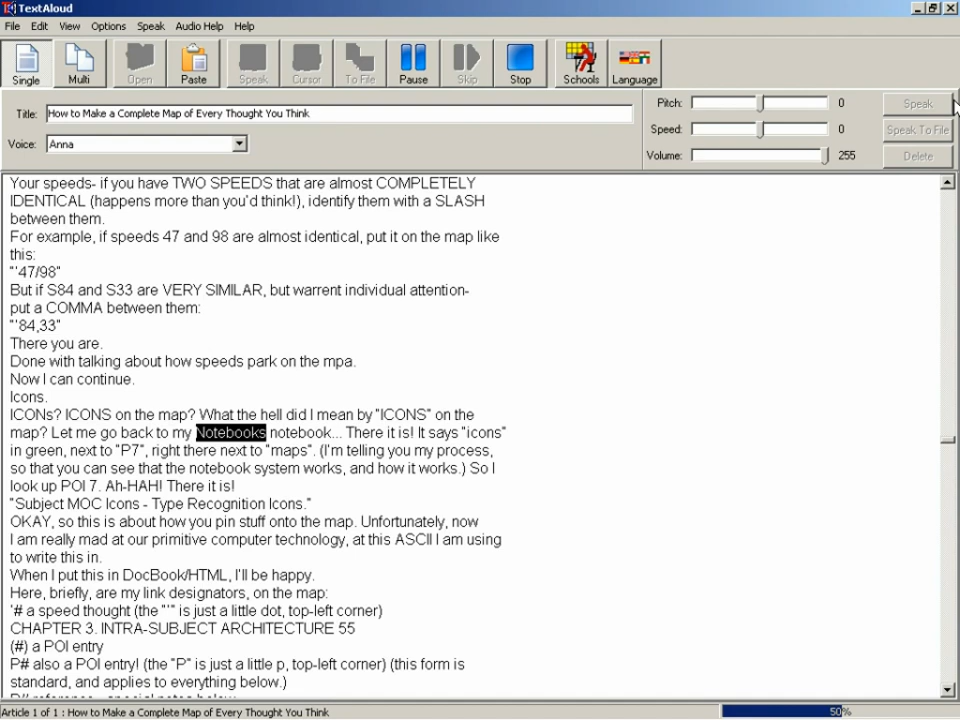 TextAloud
File Edit View Options Speak Audio Help Help
Single Multi Open Paste Speak Cursor To File Pause Skip Stop Schools Language
Title: How to Make a Complete Map of Every Thought You Think
Voice: Anna
Pitch: 0 Speak
Speed: 0 Speak To File
Volume: 255 Delete
Your speeds- if you have TWO SPEEDS that are almost COMPLETELY
IDENTICAL (happens more than you'd think!), identify them with a SLASH
between them.
For example, if speeds 47 and 98 are almost identical, put it on the map like
this:
"'47/98"
But if S84 and S33 are VERY SIMILAR, but warrent individual attention-
put a COMMA between them:
"'84,33"
There you are.
Done with talking about how speeds park on the mpa.
Now I can continue.
Icons.
ICONs? ICONS on the map? What the hell did I mean by "ICONS" on the
map? Let me go back to my Notebooks notebook... There it is! It says "icons"
in green, next to "P7", right there next to "maps". (I'm telling you my process,
so that you can see that the notebook system works, and how it works.) So I
look up POI 7. Ah-HAH! There it is!
"Subject MOC Icons - Type Recognition Icons."
OKAY, so this is about how you pin stuff onto the map. Unfortunately, now
I am really mad at our primitive computer technology, at this ASCII I am using
to write this in.
When I put this in DocBook/HTML, I'll be happy.
Here, briefly, are my link designators, on the map:
'# a speed thought (the "'" is just a little dot, top-left corner)
CHAPTER 3. INTRA-SUBJECT ARCHITECTURE 55
(#) a POI entry
P# also a POI entry! (the "P" is just a little p, top-left corner) (this form is
standard, and applies to everything below.)
Article 1 of 1 : How to Make a Complete Map of Every Thought You Think 50%